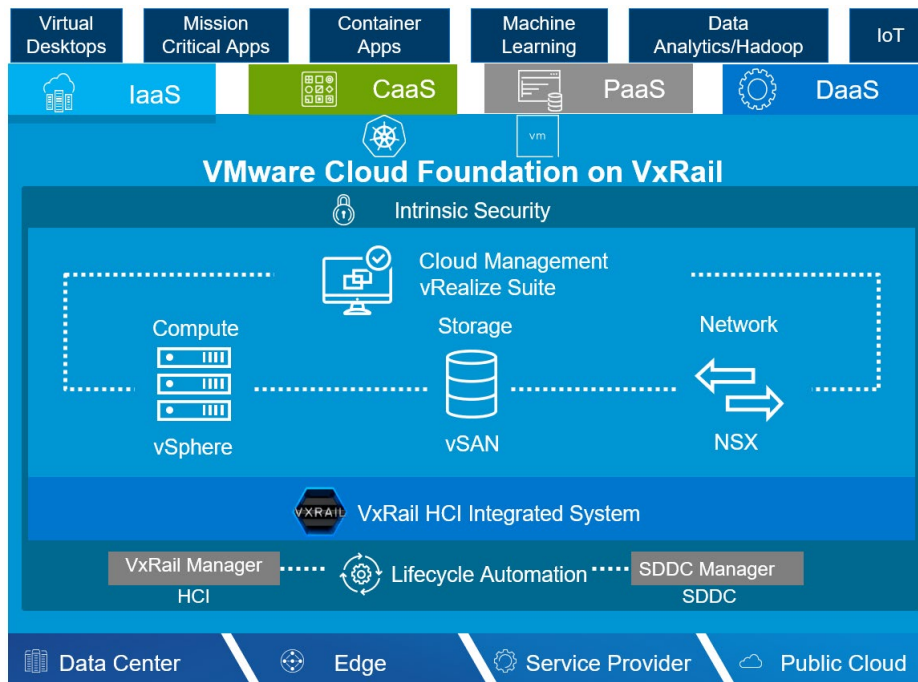 Virtual
Desktops
Mission
Critical Apps
Container
Apps
Machine
Learning
Data
Analytics/Hadoop
IoT
IaaS
CaaS
PaaS
DaaS
vm
VMware Cloud Foundation on VxRail
Intrinsic Security
Cloud Management
vRealize Suite
Compute
Storage
Network
vSphere
vSAN
NSX
VXRAIL
VxRail HCI Integrated System
VxRail Manager
Lifecycle Automation
SDDC Manager
HCI
SDDC
Data Center
Edge
Service Provider
Public Cloud